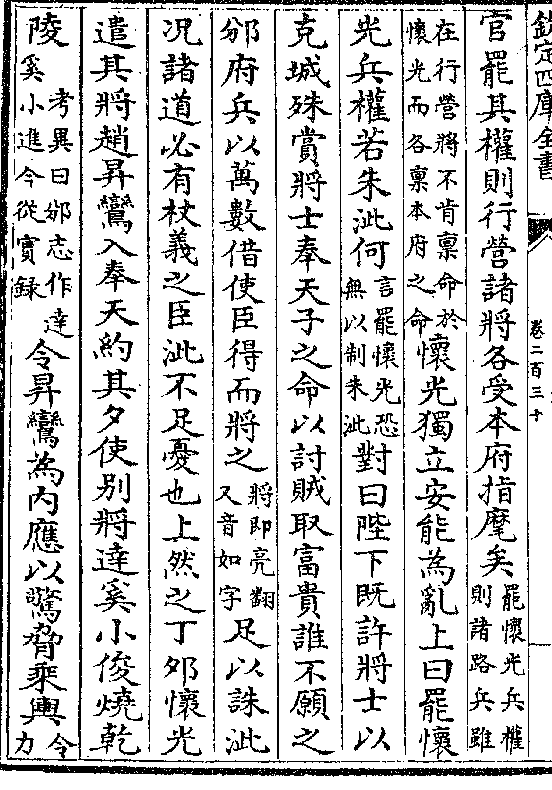 欽定四庫全書 卷二百三十
官罷其權則行營諸將各受本府指麾矣罷懷光兵權則諸路兵雖
在行營將不肯禀命於懷光而各禀本府之命懷光獨立安能為亂上曰罷懷
光兵權若朱泚何言罷懷光恐無以制朱泚對曰陛下既許將士以
克城殊賞將士奉天子之命以討賊取富貴誰不願之
邠府兵以萬數借使臣得而將之將即亮翻又音如字足以誅泚
况諸道必有杖義之臣泚不足憂也上然之丁夘懷光
遣其將趙昇鸞入奉天約其夕使别將達奚小俊燒乾
陵考異曰邠志作達奚小進今從實録令昇鸞為内應以驚脅乘輿令力